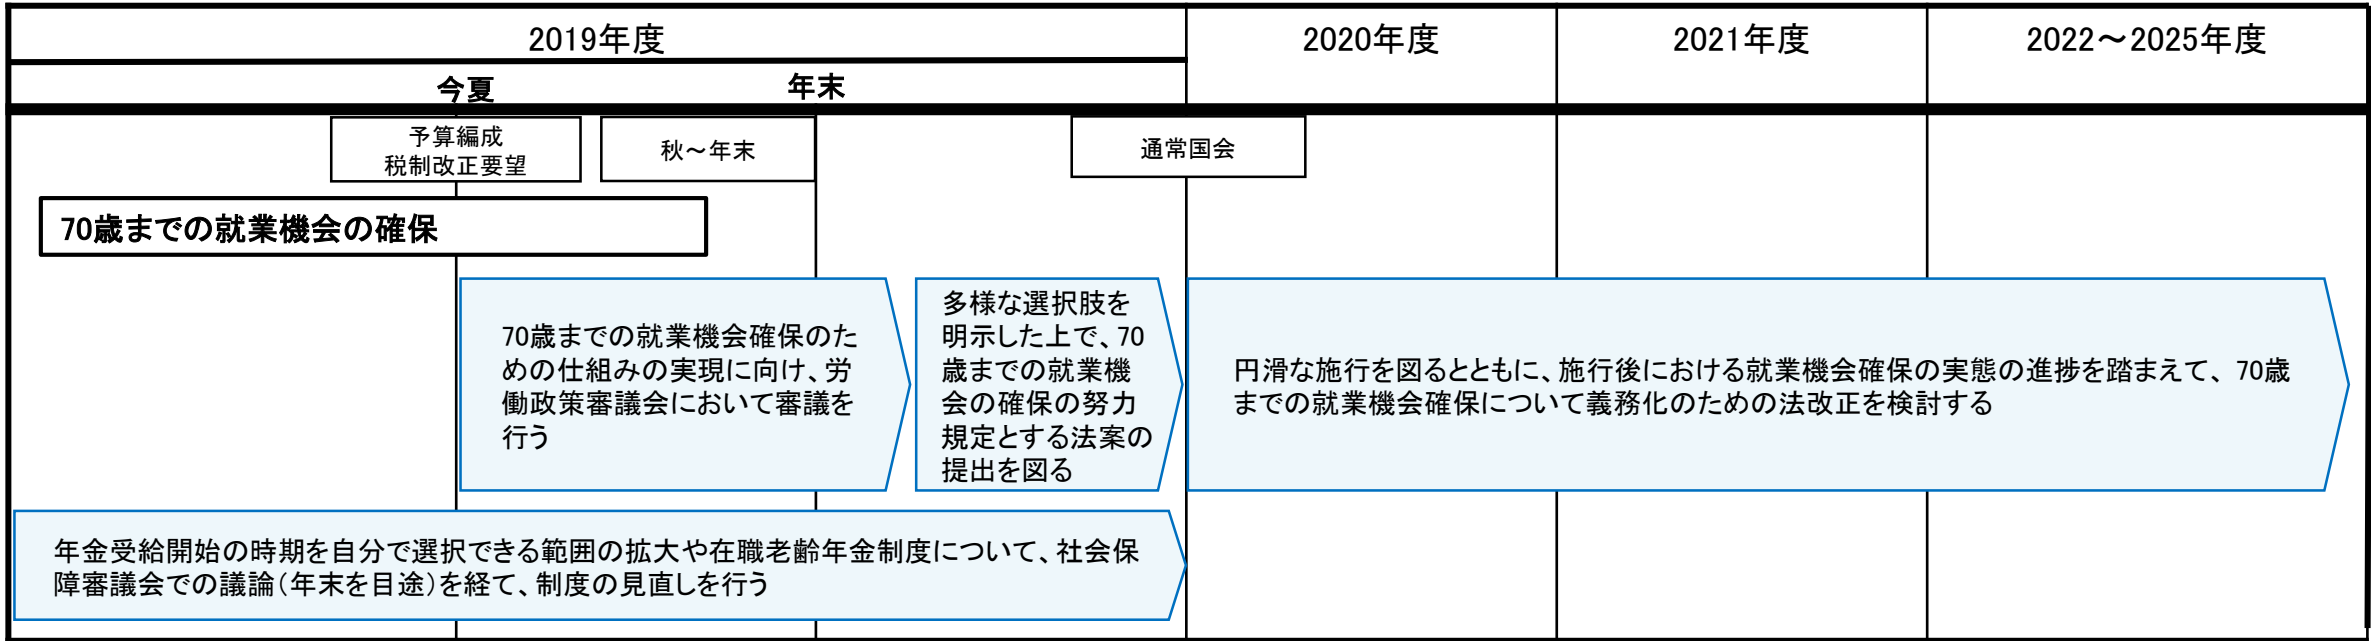 2019年度
2020年度
2021年度
2022～2025年度
今夏
年末
予算編成
税制改正要望
秋～年末
通常国会
70歳までの就業機会の確保
70歳までの就業機会確保のた
めの仕組みの実現に向け、労
働政策審議会において審議を
行う
多様な選択肢を
明示した上で、70
歳までの就業機
会の確保の努力
規定とする法案の
提出を図る
円滑な施行を図るとともに、施行後における就業機会確保の実態の進捗を踏まえて、70歳
までの就業機会確保について義務化のための法改正を検討する
年金受給開始の時期を自分で選択できる範囲の拡大や在職老齢年金制度について、社会保
障審議会での議論（年末を目途）を経て、制度の見直しを行う